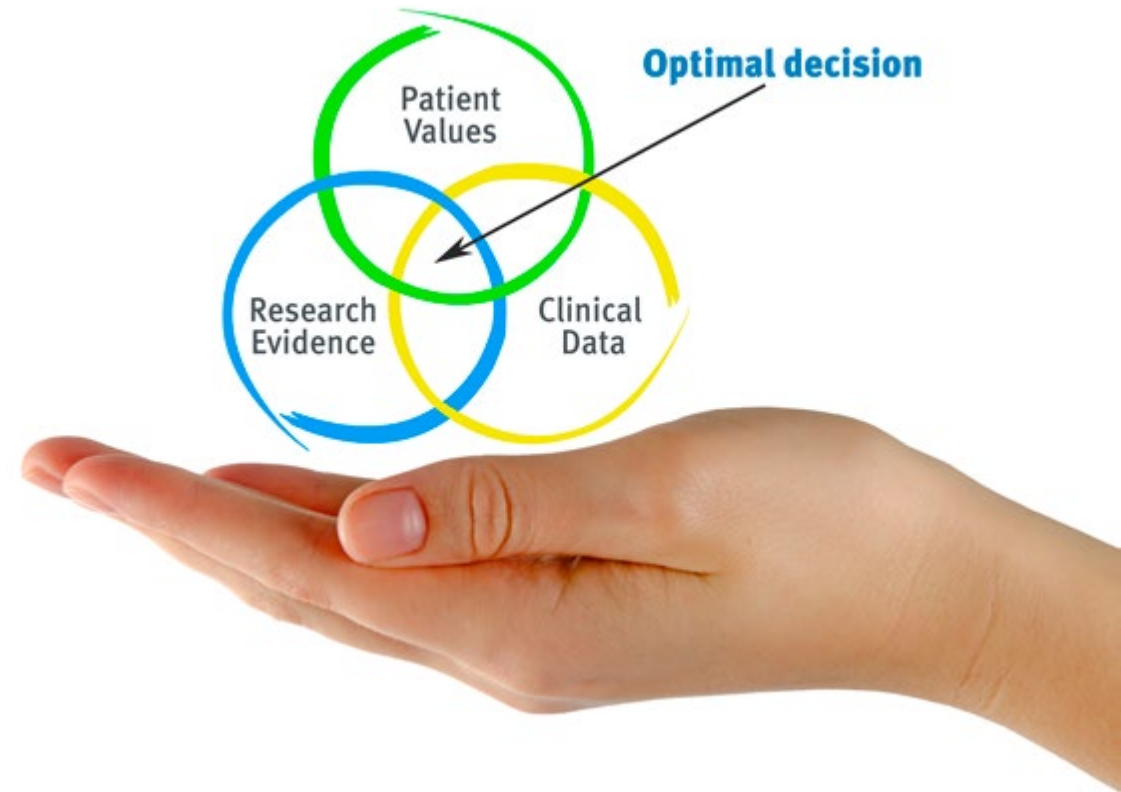 Optimal decision
Patient
Values
Research
Evidence
Clinical
Data